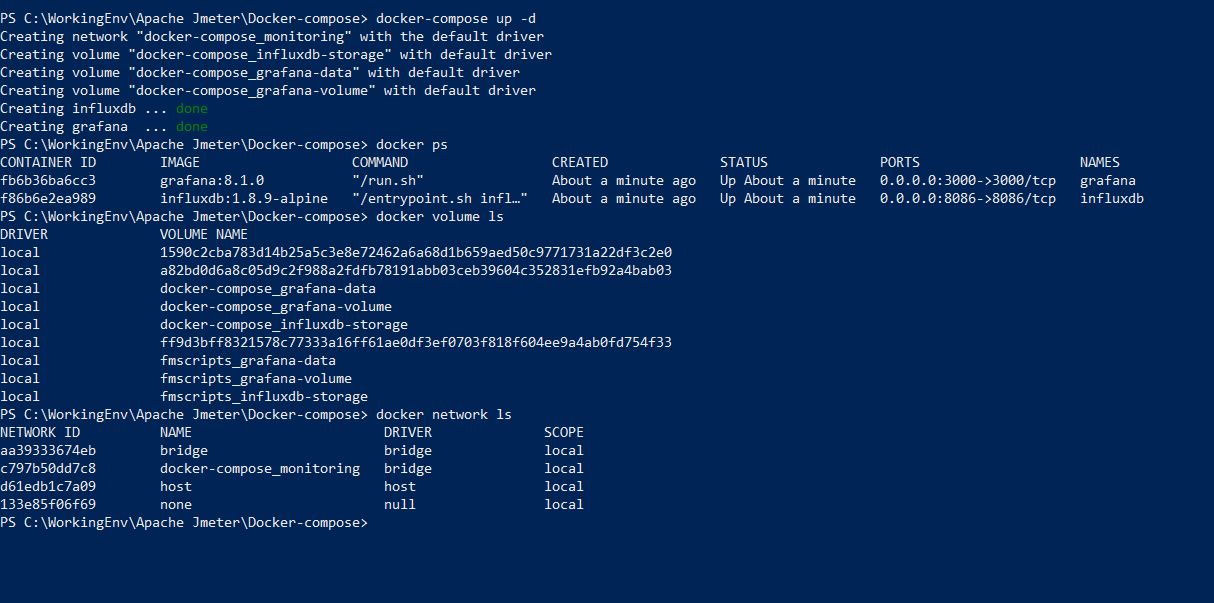 PS C:\WorkingEnv\Apache Jmeter\Docker-compose> docker-compose up -d
Creating network "docker-compose_monitoring" with the default driver
Creating volume "docker-compose_influxdb-storage" with default driver
Creating volume "docker-compose_grafana-data" with default driver
Creating volume "docker-compose_grafana-volume" with default driver
Creating influxdb ... done
Creating grafana  ... done
PS C:\WorkingEnv\Apache Jmeter\Docker-compose> docker ps
CONTAINER ID        IMAGE                   COMMAND                  CREATED              STATUS              PORTS                    NAMES
fb6b36ba6cc3        grafana:8.1.0           "/run.sh"                About a minute ago   Up About a minute   0.0.0.0:3000->3000/tcp   grafana
f86b6e2ea989        influxdb:1.8.9-alpine   "/entrypoint.sh infl…"   About a minute ago   Up About a minute   0.0.0.0:8086->8086/tcp   influxdb
PS C:\WorkingEnv\Apache Jmeter\Docker-compose> docker volume ls
DRIVER              VOLUME NAME
local               1590c2cba783d14b25a5c3e8e72462a6a68d1b659aed50c9771731a22df3c2e0
local               a82bd0d6a8c05d9c2f988a2fdfb78191abb03ceb39604c352831efb92a4bab03
local               docker-compose_grafana-data
local               docker-compose_grafana-volume
local               docker-compose_influxdb-storage
local               ff9d3bff8321578c77333a16ff61ae0df3ef0703f818f604ee9a4ab0fd754f33
local               fmscripts_grafana-data
local               fmscripts_grafana-volume
local               fmscripts_influxdb-storage
PS C:\WorkingEnv\Apache Jmeter\Docker-compose> docker network ls
NETWORK ID          NAME                        DRIVER              SCOPE
aa39333674eb        bridge                      bridge              local
c797b50dd7c8        docker-compose_monitoring   bridge              local
d61edb1c7a09        host                        host                local
133e85f06f69        none                        null                local
PS C:\WorkingEnv\Apache Jmeter\Docker-compose>